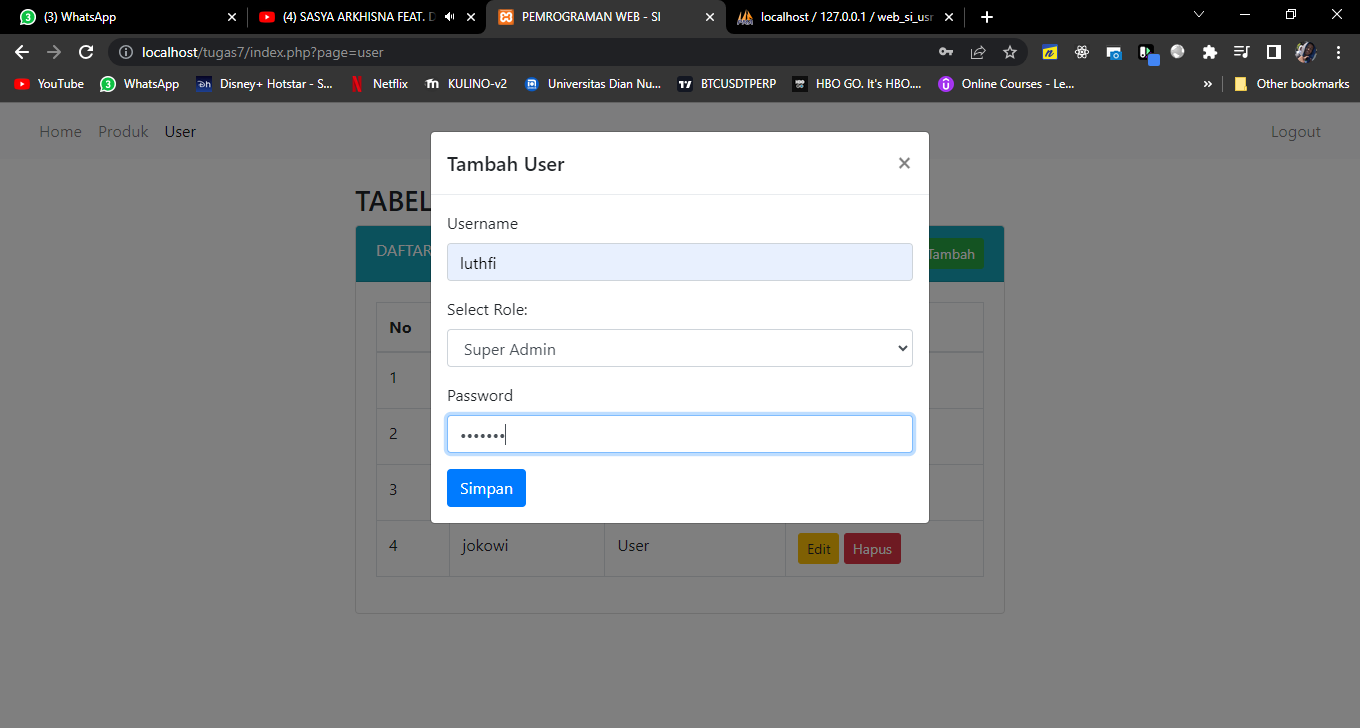 (3) WhatsApp
(4) SASYA ARKHISNA FEAT. D
PEMROGRAMAN WEB - SI
localhost / 127.0.0.1 / web_si_usr
localhost/tugas7/index.php?page=user
YouTube
WhatsApp
Disney+ Hotstar - S...
Netflix
KULINO-v2
Universitas Dian Nu...
BTCUSDTPERP
HBO GO. It's HBO....
Online Courses - Le...
»
Other bookmarks
Home Produk User Logout
Tambah User ×
TABEL
Username
DAFTAR
Tambah
luthfi
Select Role:
No
Super Admin
1
Password
2
•••••••
3
Simpan
4 jokowi User Edit Hapus